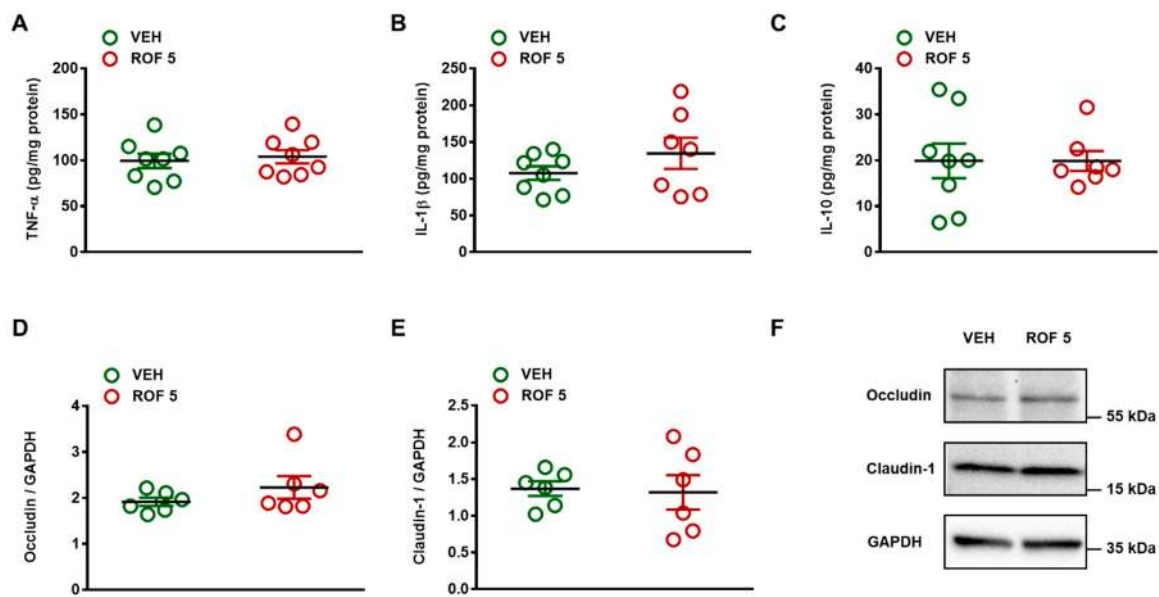 A
VEH
ROF 5
200
150
100
50
0
TNF-α (pg/mg protein)
B
VEH
ROF 5
250
200
150
100
50
0
IL-1β (pg/mg protein)
C
VEH
ROF 5
40
30
20
10
0
IL-10 (pg/mg protein)
D
VEH
ROF 5
4
3
2
1
0
Occludin / GAPDH
E
VEH
ROF 5
2.5
2.0
1.5
1.0
0.5
0.0
Claudin-1 / GAPDH
F
VEH ROF 5
Occludin
55 kDa
Claudin-1
15 kDa
GAPDH
35 kDa